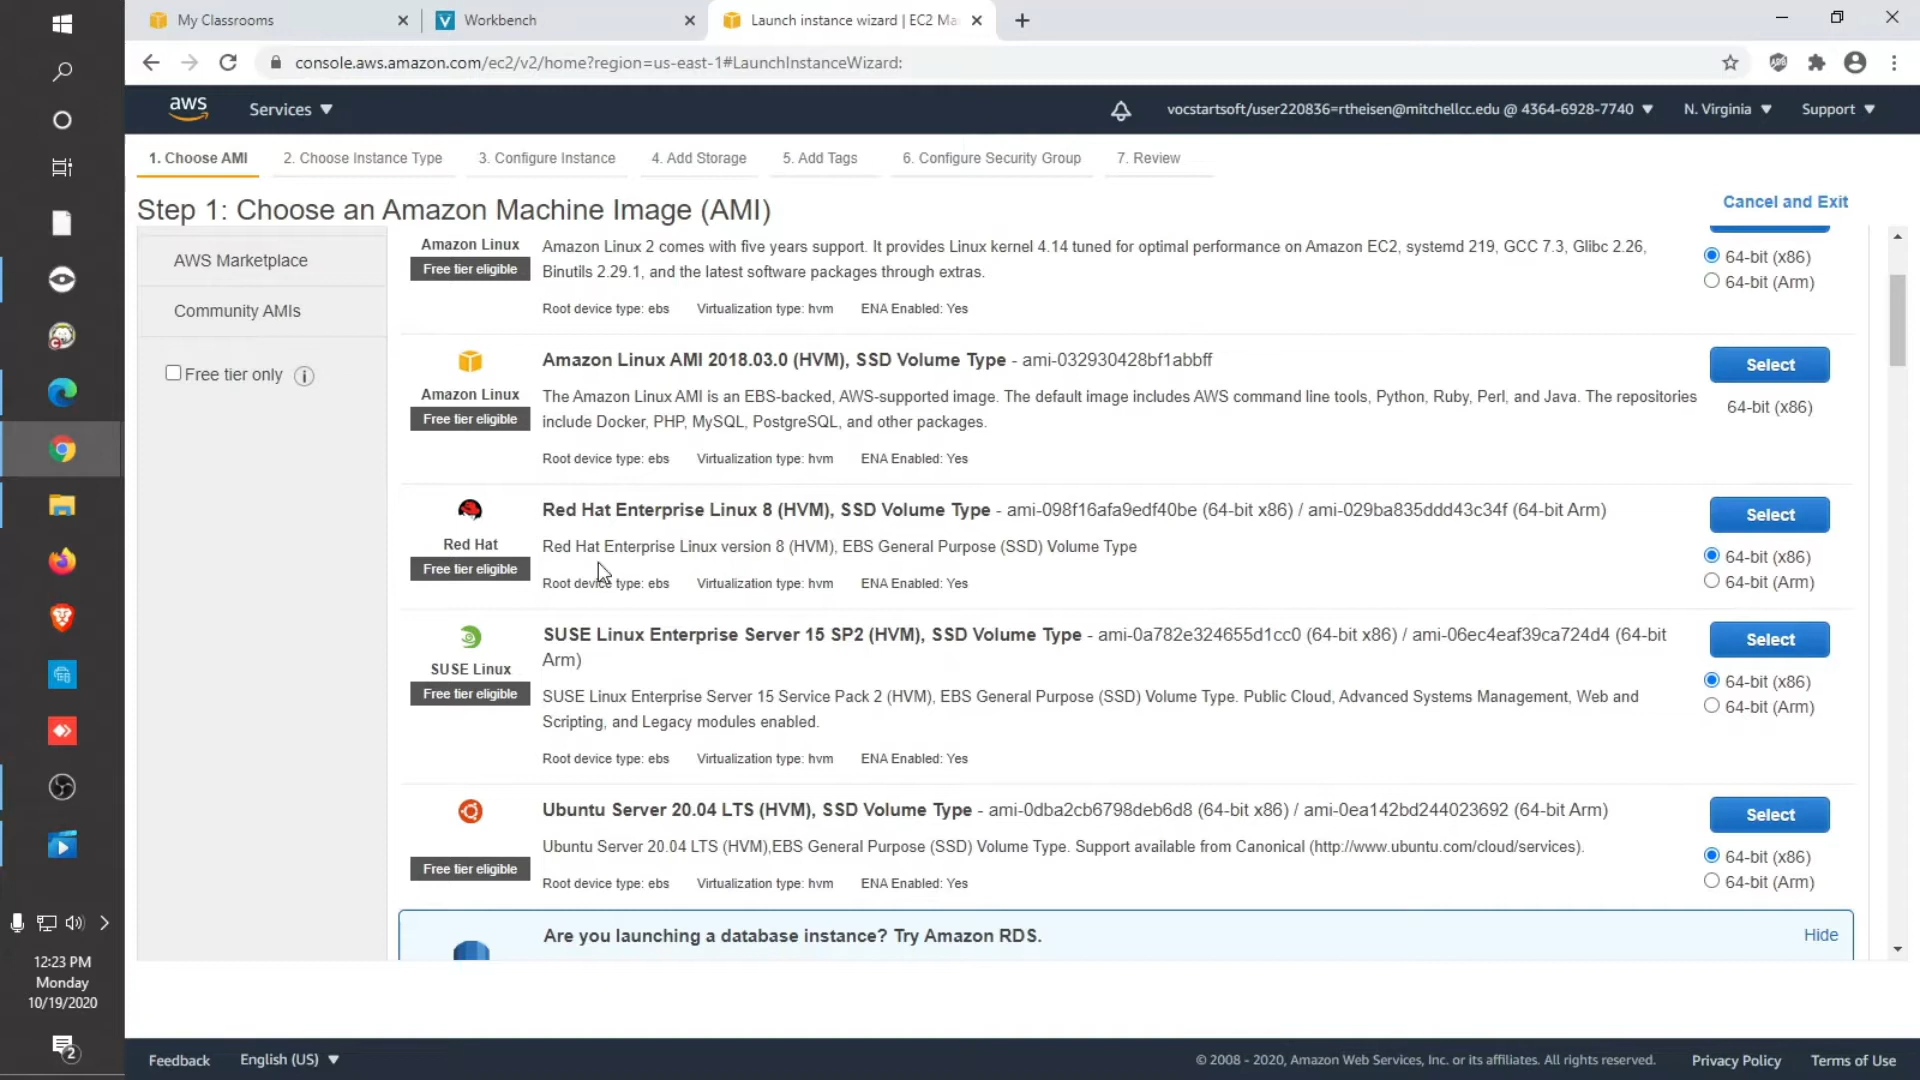 My Classrooms
Workbench
Launch instance wizard | EC2 Ma
console.aws.amazon.com/ec2/v2/home?region=us-east-1#LaunchInstanceWizard:
aws
Services
vocstartsoft/user220836=rtheisen@mitchellcc.edu @ 4364-6928-7740
N. Virginia
Support
1. Choose AMI
2. Choose Instance Type
3. Configure Instance
4. Add Storage
5. Add Tags
6. Configure Security Group
7. Review
Step 1: Choose an Amazon Machine Image (AMI)
Cancel and Exit
AWS Marketplace
Community AMIs
Free tier only
Amazon Linux
Free tier eligible
Amazon Linux 2 comes with five years support. It provides Linux kernel 4.14 tuned for optimal performance on Amazon EC2, systemd 219, GCC 7.3, Glibc 2.26,
Binutils 2.29.1, and the latest software packages through extras.
Root device type: ebs Virtualization type: hvm ENA Enabled: Yes
64-bit (x86)
64-bit (Arm)
Amazon Linux
Free tier eligible
Amazon Linux AMI 2018.03.0 (HVM), SSD Volume Type - ami-032930428bf1abbff
The Amazon Linux AMI is an EBS-backed, AWS-supported image. The default image includes AWS command line tools, Python, Ruby, Perl, and Java. The repositories
include Docker, PHP, MySQL, PostgreSQL, and other packages.
Root device type: ebs Virtualization type: hvm ENA Enabled: Yes
Select
64-bit (x86)
Red Hat
Free tier eligible
Red Hat Enterprise Linux 8 (HVM), SSD Volume Type - ami-098f16afa9edf40be (64-bit x86) / ami-029ba835ddd43c34f (64-bit Arm)
Red Hat Enterprise Linux version 8 (HVM), EBS General Purpose (SSD) Volume Type
Root device type: ebs Virtualization type: hvm ENA Enabled: Yes
Select
64-bit (x86)
64-bit (Arm)
SUSE Linux
Free tier eligible
SUSE Linux Enterprise Server 15 SP2 (HVM), SSD Volume Type - ami-0a782e324655d1cc0 (64-bit x86) / ami-06ec4eaf39ca724d4 (64-bit
Arm)
SUSE Linux Enterprise Server 15 Service Pack 2 (HVM), EBS General Purpose (SSD) Volume Type. Public Cloud, Advanced Systems Management, Web and
Scripting, and Legacy modules enabled.
Root device type: ebs Virtualization type: hvm ENA Enabled: Yes
Select
64-bit (x86)
64-bit (Arm)
Free tier eligible
Ubuntu Server 20.04 LTS (HVM), SSD Volume Type - ami-0dba2cb6798deb6d8 (64-bit x86) / ami-0ea142bd244023692 (64-bit Arm)
Ubuntu Server 20.04 LTS (HVM),EBS General Purpose (SSD) Volume Type. Support available from Canonical (http://www.ubuntu.com/cloud/services).
Root device type: ebs Virtualization type: hvm ENA Enabled: Yes
Select
64-bit (x86)
64-bit (Arm)
Are you launching a database instance? Try Amazon RDS.
Hide
12:23 PM
Monday
10/19/2020
2
Feedback
English (US)
© 2008 - 2020, Amazon Web Services, Inc. or its affiliates. All rights reserved.
Privacy Policy
Terms of Use